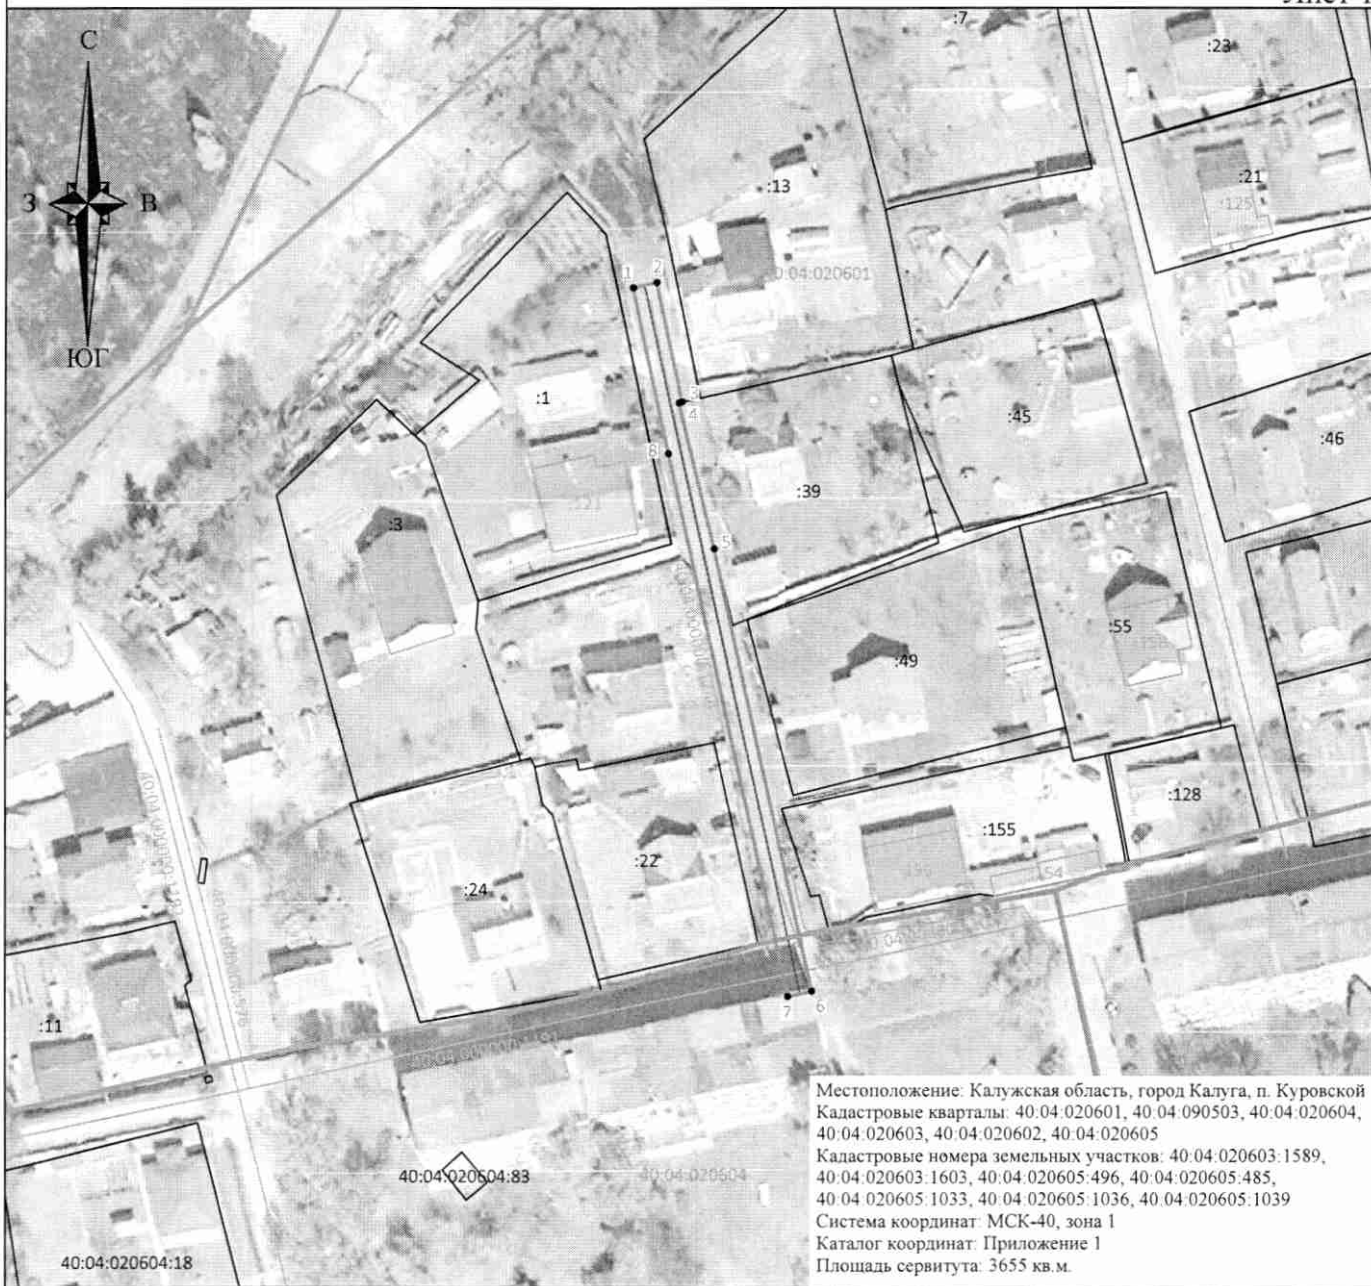 С
З
В
ЮГ
:7
:23
:13
:21
:125
40:04:020601
1
2
3
4
:1
:45
:46
8
:39
:3
5
:55
:49
:128
:155
:22
:24
154
7
6
:11
40:04:020604:83
40:04:020604
40:04:020604:18
Местоположение: Калужская область, город Калуга, п. Куровской
Кадастровые кварталы: 40:04:020601, 40:04:090503, 40:04:020604,
40:04:020603, 40:04:020602, 40:04:020605
Кадастровые номера земельных участков: 40:04:020603:1589,
40:04:020603:1603, 40:04:020605:496, 40:04:020605:485,
40:04:020605:1033, 40:04:020605:1036, 40:04:020605:1039
Система координат: МСК-40, зона 1
Каталог координат: Приложение 1
Площадь сервитута: 3655 кв.м.